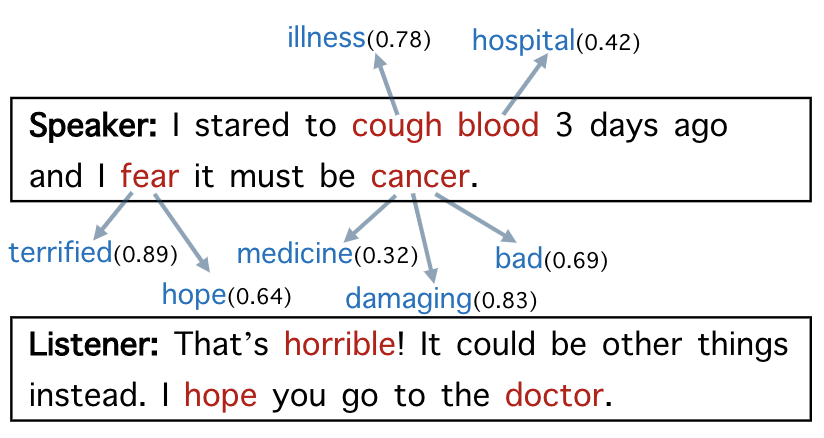 illness(0.78) hospital(0.42)
Speaker: I stared to cough blood 3 days ago
and I fear it must be cancer.
terrified(0.89) medicine(0.32) bad(0.69)
hope(0.64) damaging(0.83)
Listener: That's horrible! It could be other things
instead. I hope you go to the doctor.